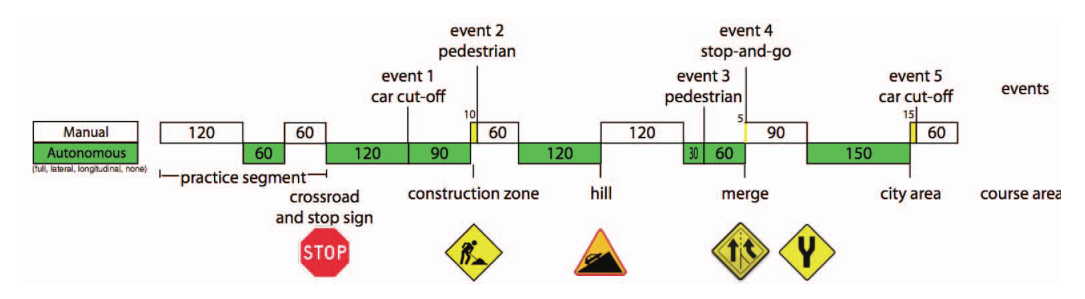 event 2
pedestrian
event 4
stop-and-go
event 1
car cut-off
event 3
pedestrian
event 5
car cut-off
events
Manual
120
60
10
60
120
5
90
15
60
Autonomous
60
120
90
120
30
60
150
(full, lateral, longitudinal, none)
practice segment
crossroad
and stop sign
construction zone
hill
merge
city area
course area
STOP